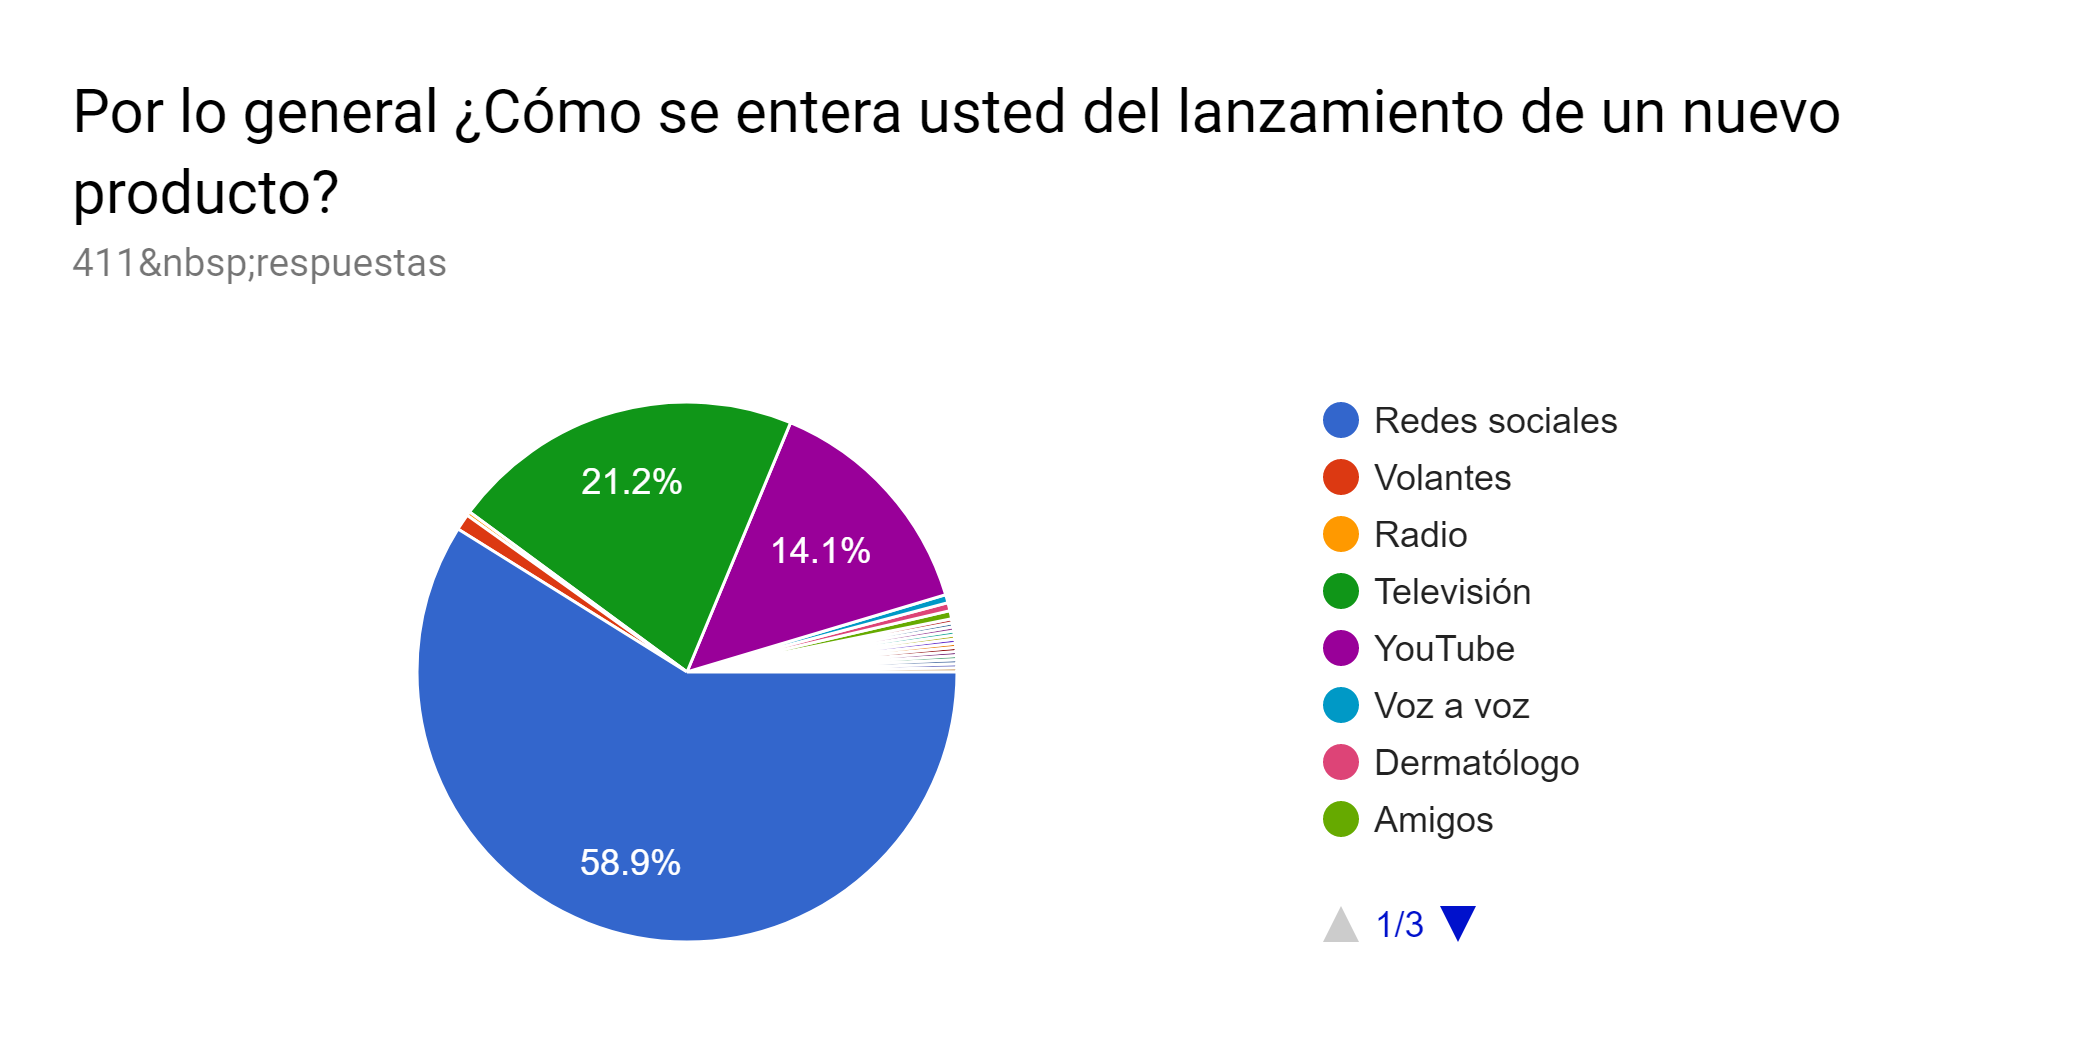 Por lo general ¿Cómo se entera usted del lanzamiento de un nuevo
producto?
411&nbsp;respuestas
21.2%
14.1%
58.9%
Redes sociales
Volantes
Radio
Televisión
YouTube
Voz a voz
Dermatólogo
Amigos
1/3